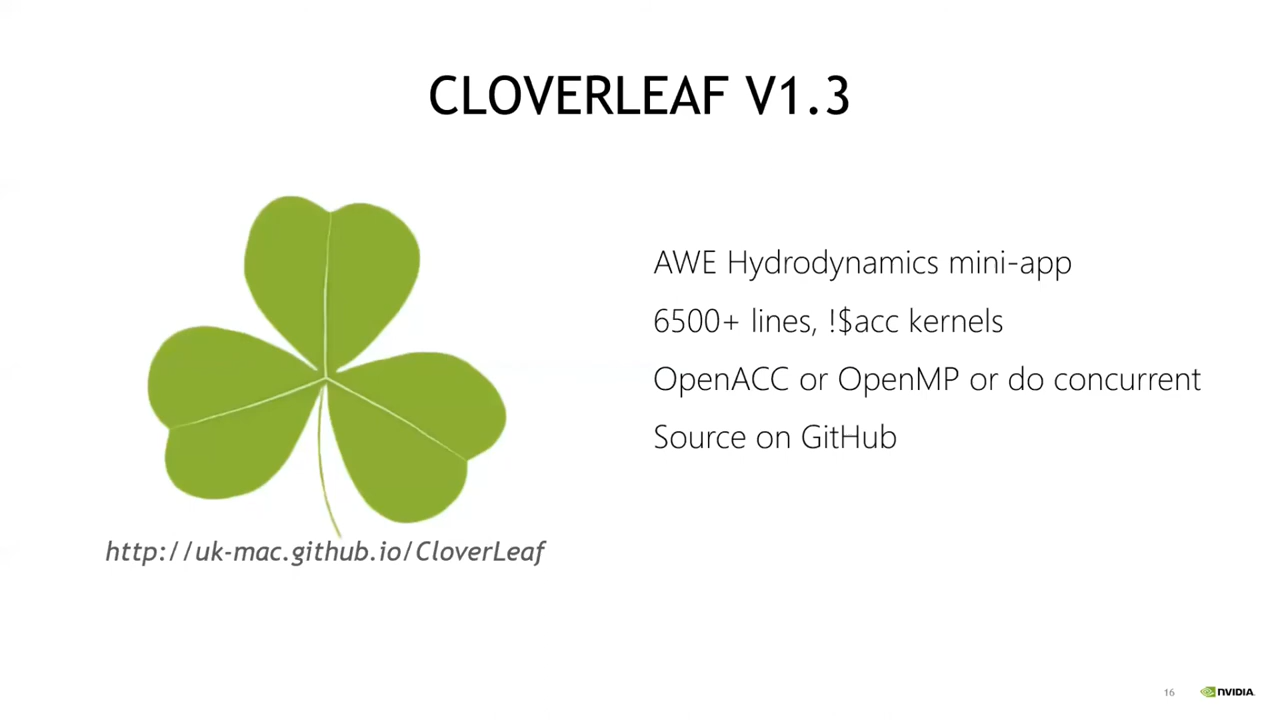 CLOVERLEAF V1.3
AWE Hydrodynamics mini-app
6500+ lines, !$acc kernels
OpenACC or OpenMP or do concurrent
Source on GitHub
http://uk-mac.github.io/CloverLeaf
16
NVIDIA.